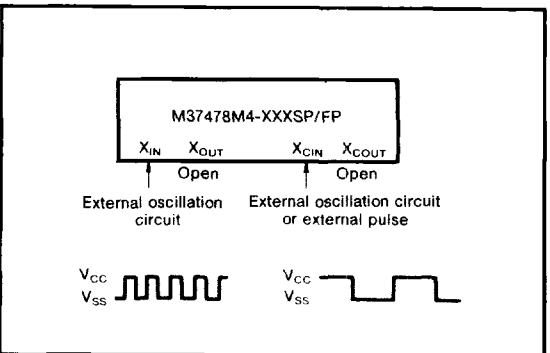 M37478M4-XXXSP/FP
XIN XOUT XCIN XCOUT
Open Open
External oscillation circuit
External oscillation circuit or external pulse
VCC
VSS
VCC
VSS